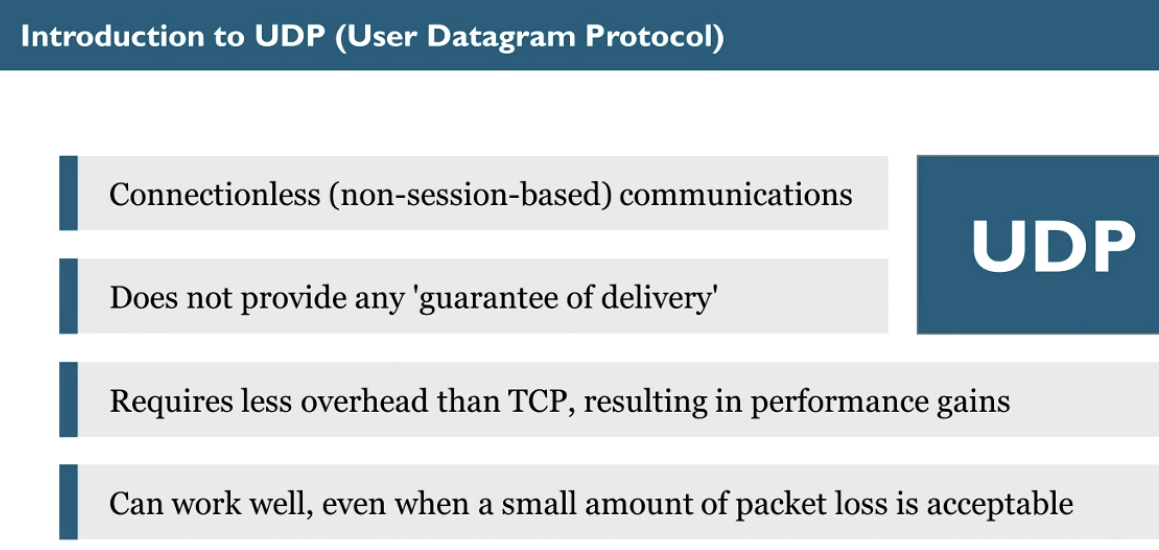 Introduction to UDP (User Datagram Protocol)
Connectionless (non-session-based) communications
UDP
Does not provide any 'guarantee of delivery'
Requires less overhead than TCP, resulting in performance gains
Can work well, even when a small amount of packet loss is acceptable